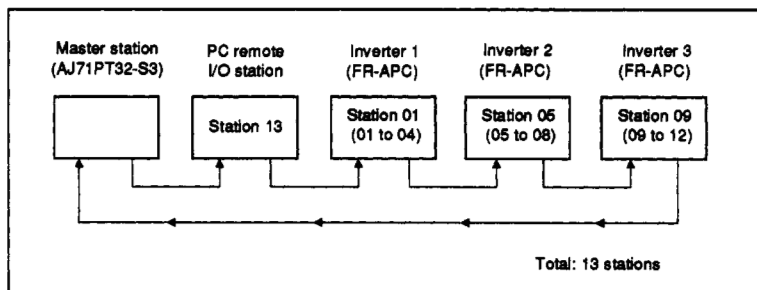 Master station
(AJ71PT32-S3)
PC remote
I/O station
Inverter 1
(FR-APC)
Inverter 2
(FR-APC)
Inverter 3
(FR-APC)
Station 13
Station 01
(01 to 04)
Station 05
(05 to 08)
Station 09
(09 to 12)
Total: 13 stations